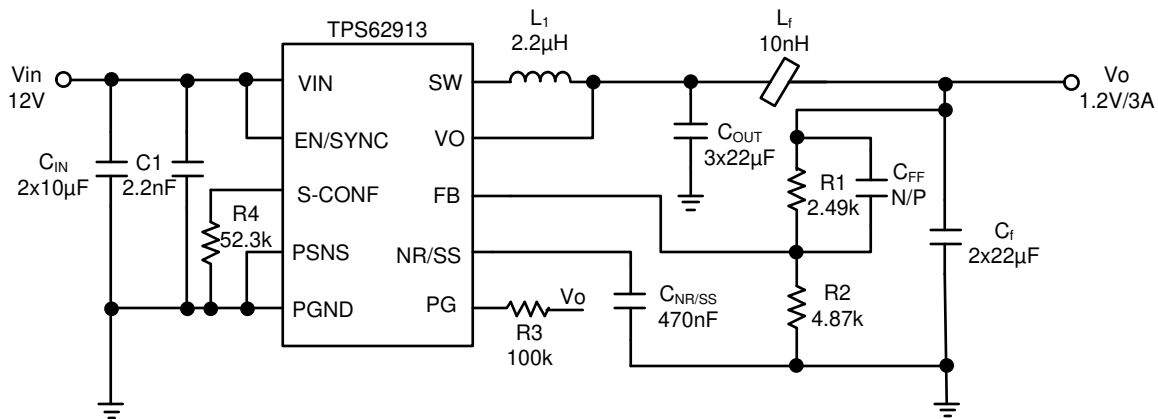 TPS62913
L1
2.2µH
Lf
10nH
Vin
12V
VIN
SW
Vo
1.2V/3A
EN/SYNC
VO
COUT
3x22µF
CIN
2x10µF
C1
2.2nF
S-CONF
FB
R1
2.49k
CFF
N/P
R4
52.3k
PSNS
NR/SS
Cf
2x22µF
PGND
PG
R3
100k
Vo
CNR/SS
470nF
R2
4.87k